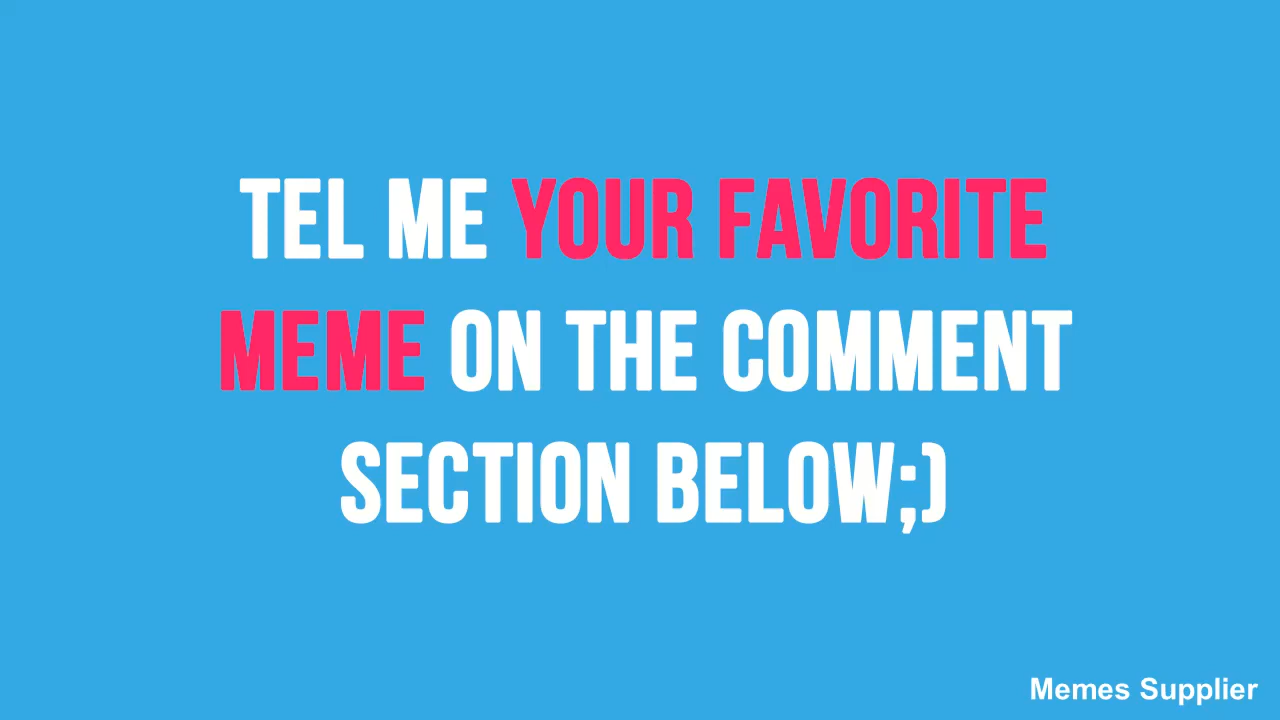 TEL ME YOUR FAVORITE
MEME ON THE COMMENT
SECTION BELOW;)
Memes Supplier